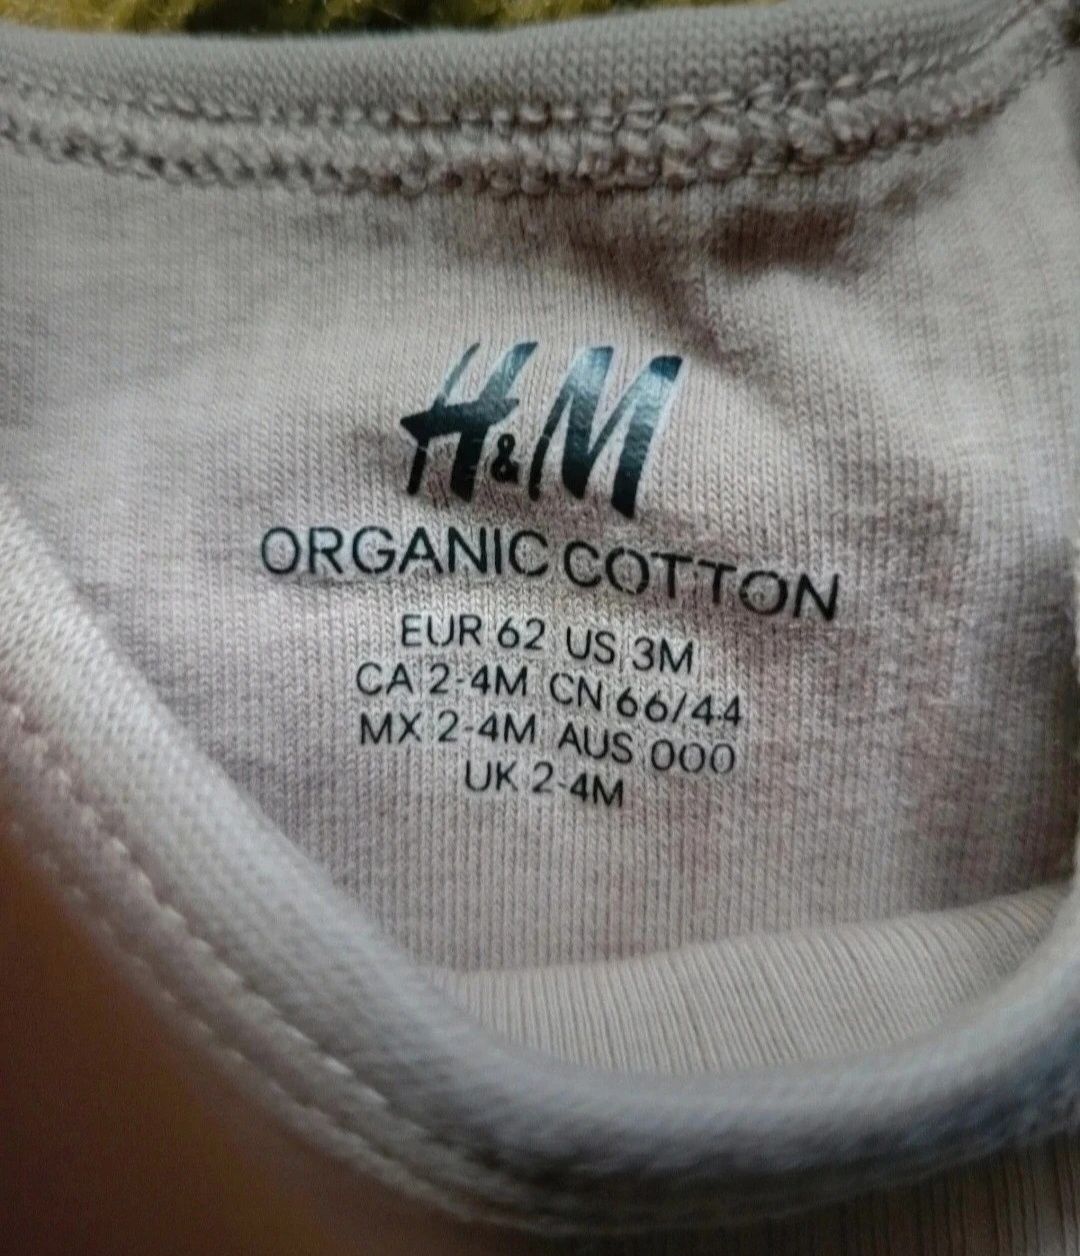 H&M
ORGANIC COTTON
EUR 62 US 3M
CA 2-4M CN 66/44
MX 2-4M AUS 000
UK 2-4M